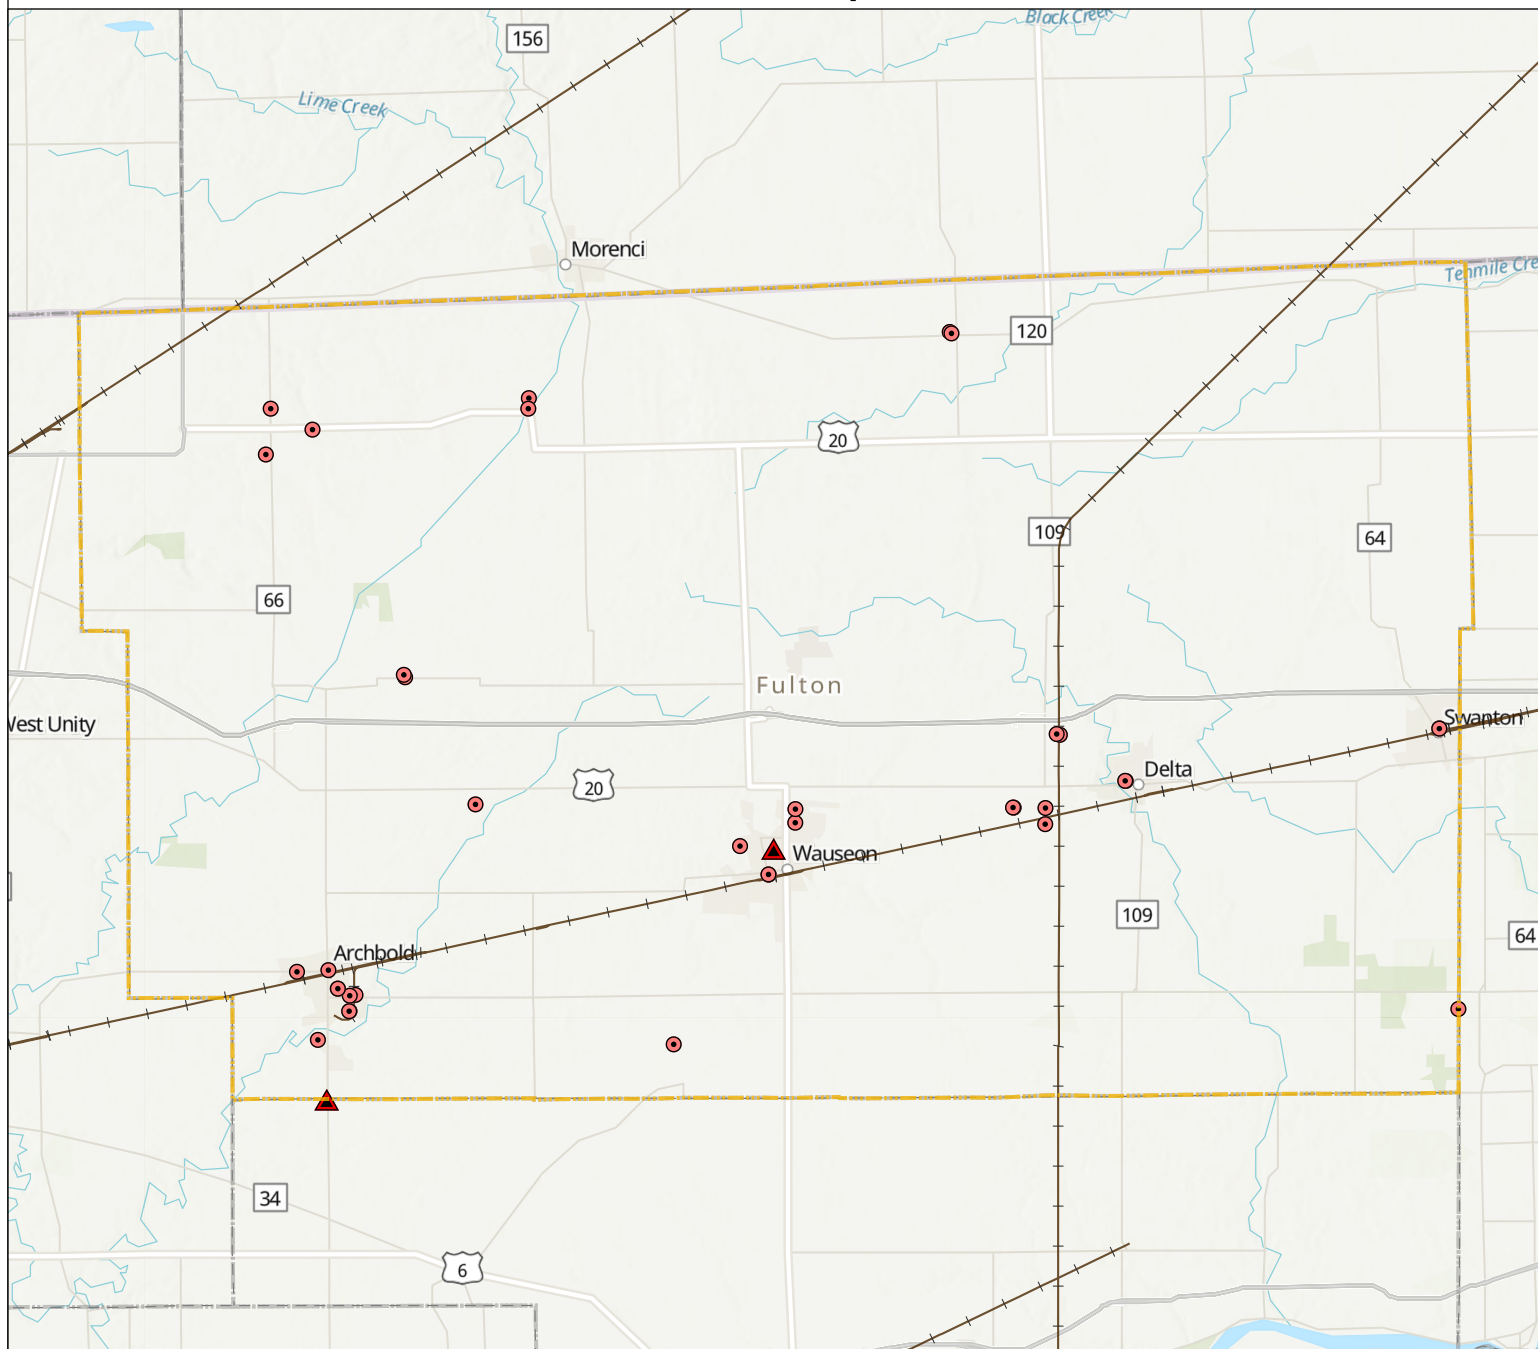 Black Creek
156
Lime Creek
Morenci
Tenmile Cre
120
20
109
64
66
Fulton
West Unity
Swanton
Delta
20
Wauseon
109
64
Archbold
34
6